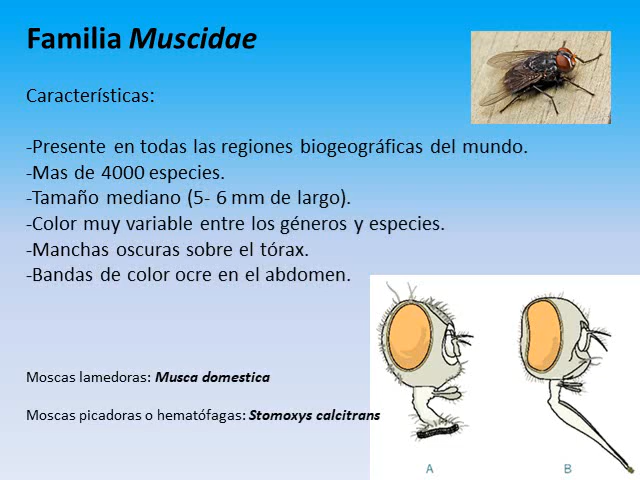 Familia Muscidae
Características:
-Presente en todas las regiones biogeográficas del mundo.
-Mas de 4000 especies.
-Tamaño mediano (5- 6 mm de largo).
-Color muy variable entre los géneros y especies.
-Manchas oscuras sobre el tórax.
-Bandas de color ocre en el abdomen.
Moscas lamedoras: Musca domestica
Moscas picadoras o hematófagas: Stomoxys calcitrans
A B